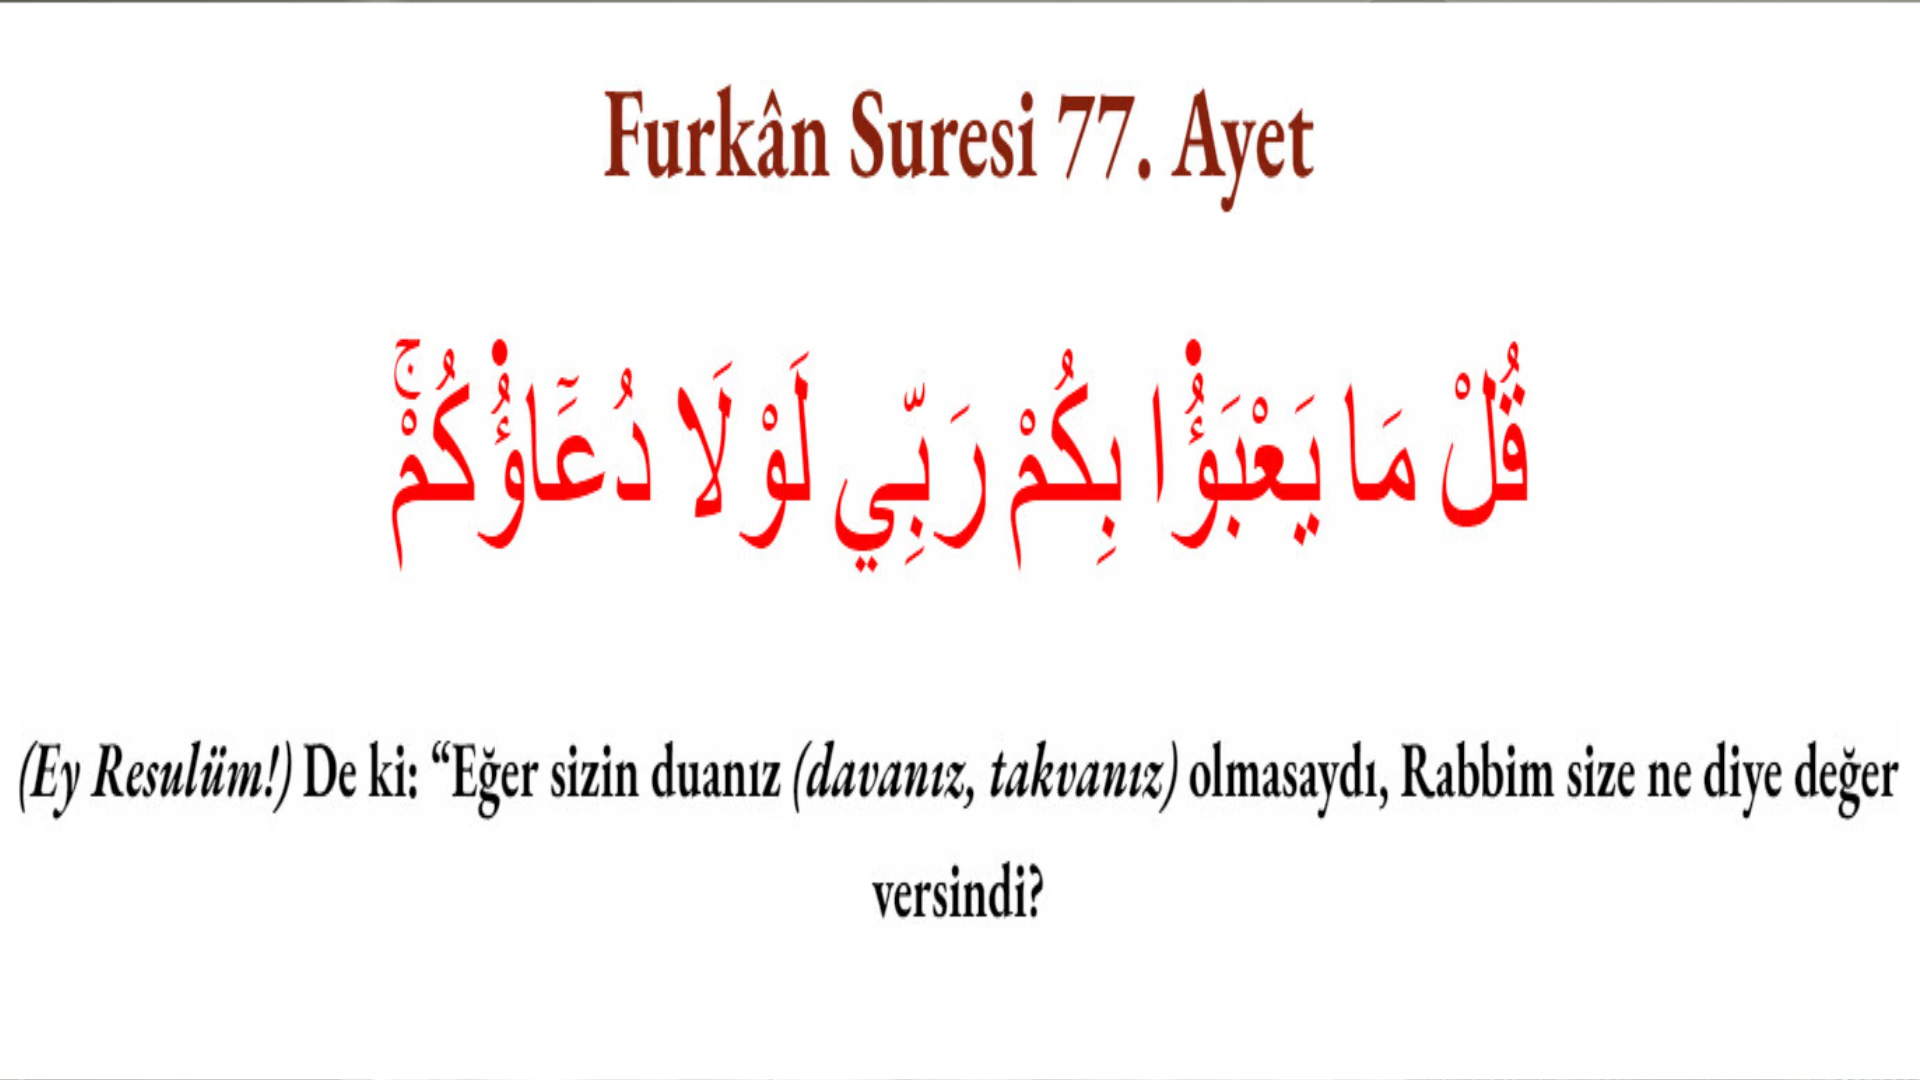 Furkân Suresi 77. Ayet
قُلْ مَا يَعْبَؤُ۬ا بِكُمْ رَبِّي لَوْ لَا دُعَٓاؤُ۬كُمْۚ
(Ey Resulüm!) De ki: “Eğer sizin duanız (davanız, takvanız) olmasaydı, Rabbim size ne diye değer
versindi?